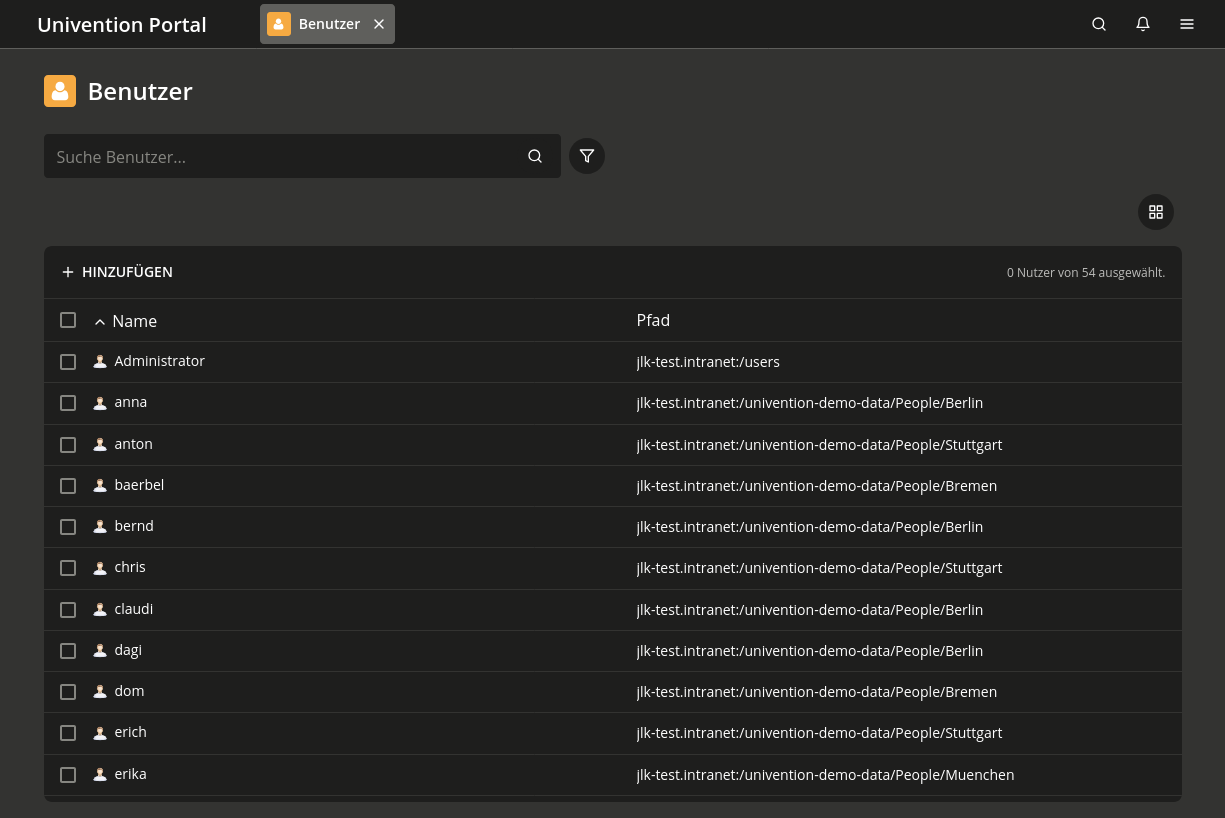 Univention Portal Benutzer
Benutzer
Suche Benutzer...
HINZUFÜGEN 0 Nutzer von 54 ausgewählt.
Name Pfad
Administrator jlk-test.intranet:/users
anna jlk-test.intranet:/univention-demo-data/People/Berlin
anton jlk-test.intranet:/univention-demo-data/People/Stuttgart
baerbel jlk-test.intranet:/univention-demo-data/People/Bremen
bernd jlk-test.intranet:/univention-demo-data/People/Berlin
chris jlk-test.intranet:/univention-demo-data/People/Stuttgart
claudi jlk-test.intranet:/univention-demo-data/People/Berlin
dagi jlk-test.intranet:/univention-demo-data/People/Berlin
dom jlk-test.intranet:/univention-demo-data/People/Bremen
erich jlk-test.intranet:/univention-demo-data/People/Stuttgart
erika jlk-test.intranet:/univention-demo-data/People/Muenchen